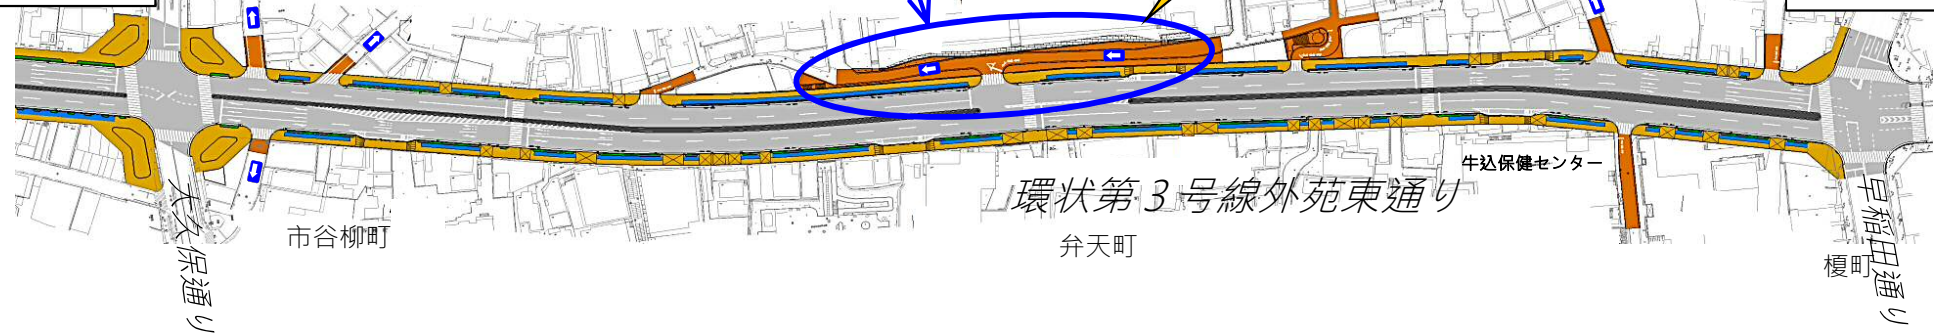 牛込保健センター
環状第３号線外苑東通り
市谷柳町
弁天町
榎町
大久保通り
早稲田通り